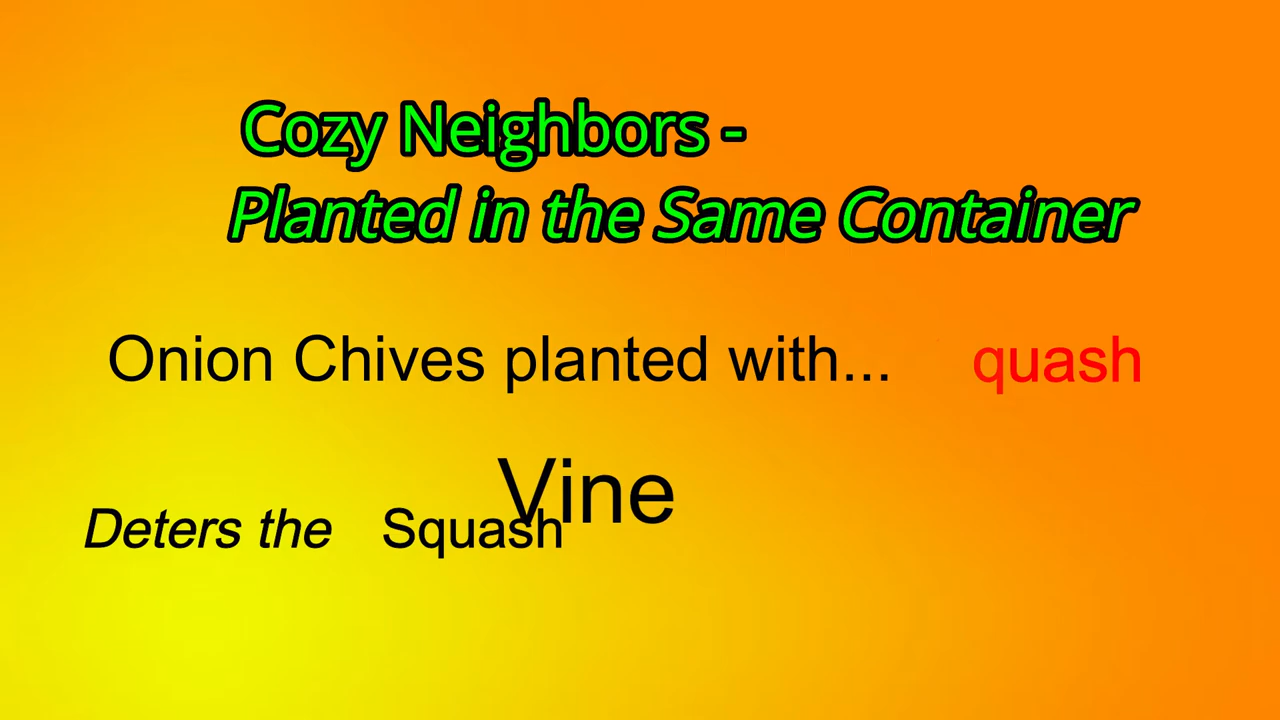 Cozy Neighbors -
Planted in the Same Container
Onion Chives planted with... quash
Vine
Deters the Squash